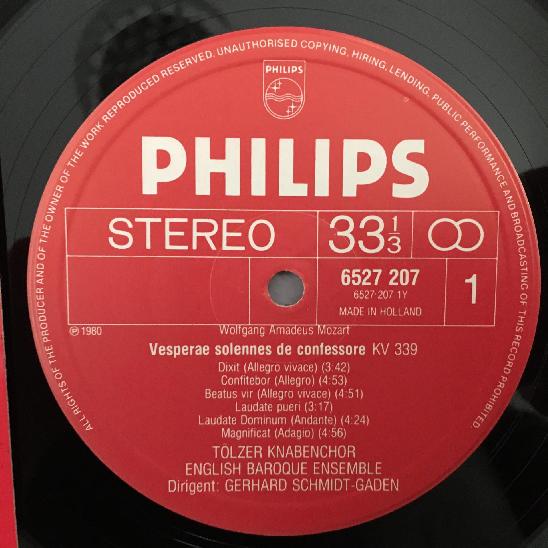 ALL RIGHTS OF THE PRODUCER AND OF THE OWNER OF THE WORK REPRODUCED RESERVED. UNAUTHORISED COPYING, HIRING, LENDING, PUBLIC PERFORMANCE AND BROADCASTING OF THIS RECORD PROHIBITED
PHILIPS
PHILIPS
STEREO 33 1/3
6527 207
6527·207 1Y
MADE IN HOLLAND
1
℗ 1980
Wolfgang Amadeus Mozart
Vesperae solennes de confessore KV 339
Dixit (Allegro vivace) (3:42)
Confitebor (Allegro) (4:53)
Beatus vir (Allegro vivace) (4:51)
Laudate pueri (3:17)
Laudate Dominum (Andante) (4:24)
Magnificat (Adagio) (4:56)
TÖLZER KNABENCHOR
ENGLISH BAROQUE ENSEMBLE
Dirigent: GERHARD SCHMIDT-GADEN